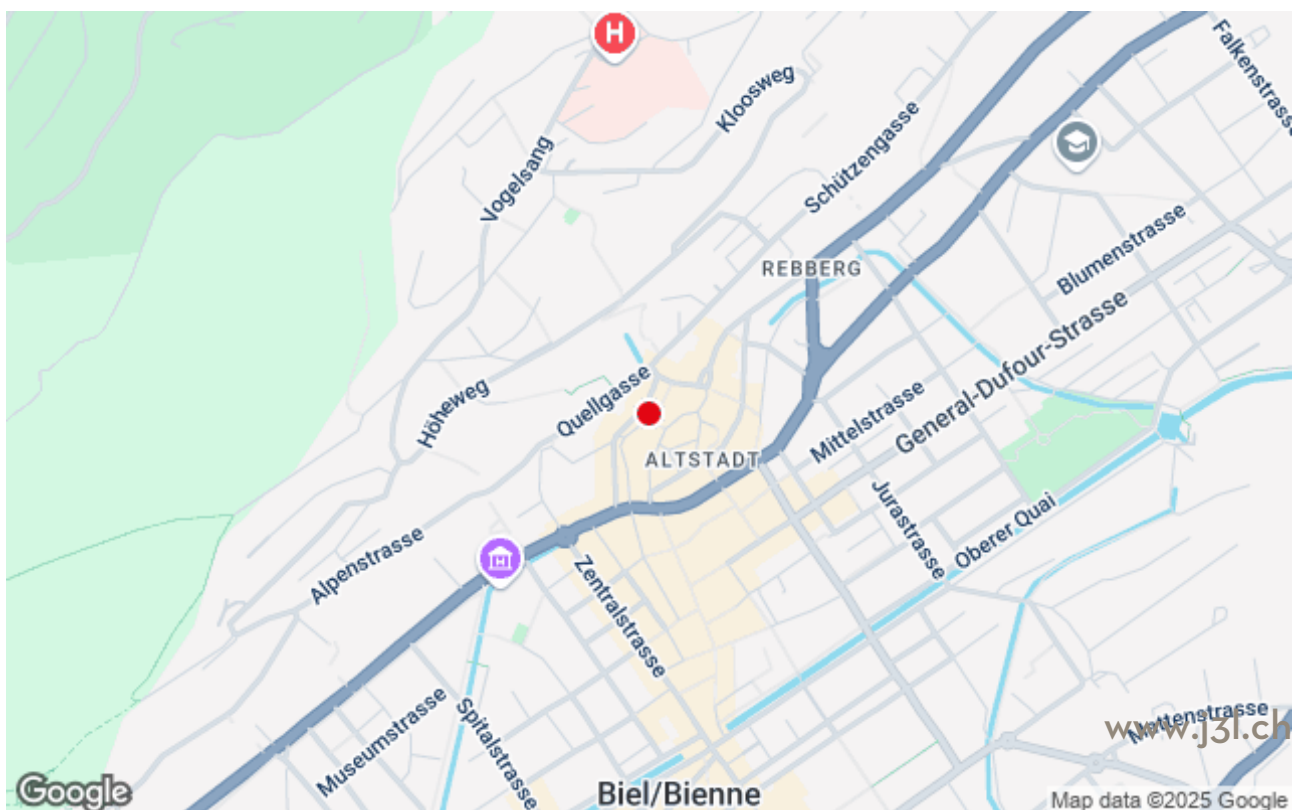 H
Falkenstrasse
Kloosweg
Vogelsang
Schützengasse
Blumenstrasse
REBBERG
General-Dufour-Strasse
Höheweg
Quellgasse
Mittelstrasse
ALTSTADT
Jurastrasse
Oberer Quai
Alpenstrasse
Zentralstrasse
Museumstrasse
Spitalstrasse
Mettenstrasse
www.j3l.ch
Biel/Bienne
Google
Map data ©2025 Google